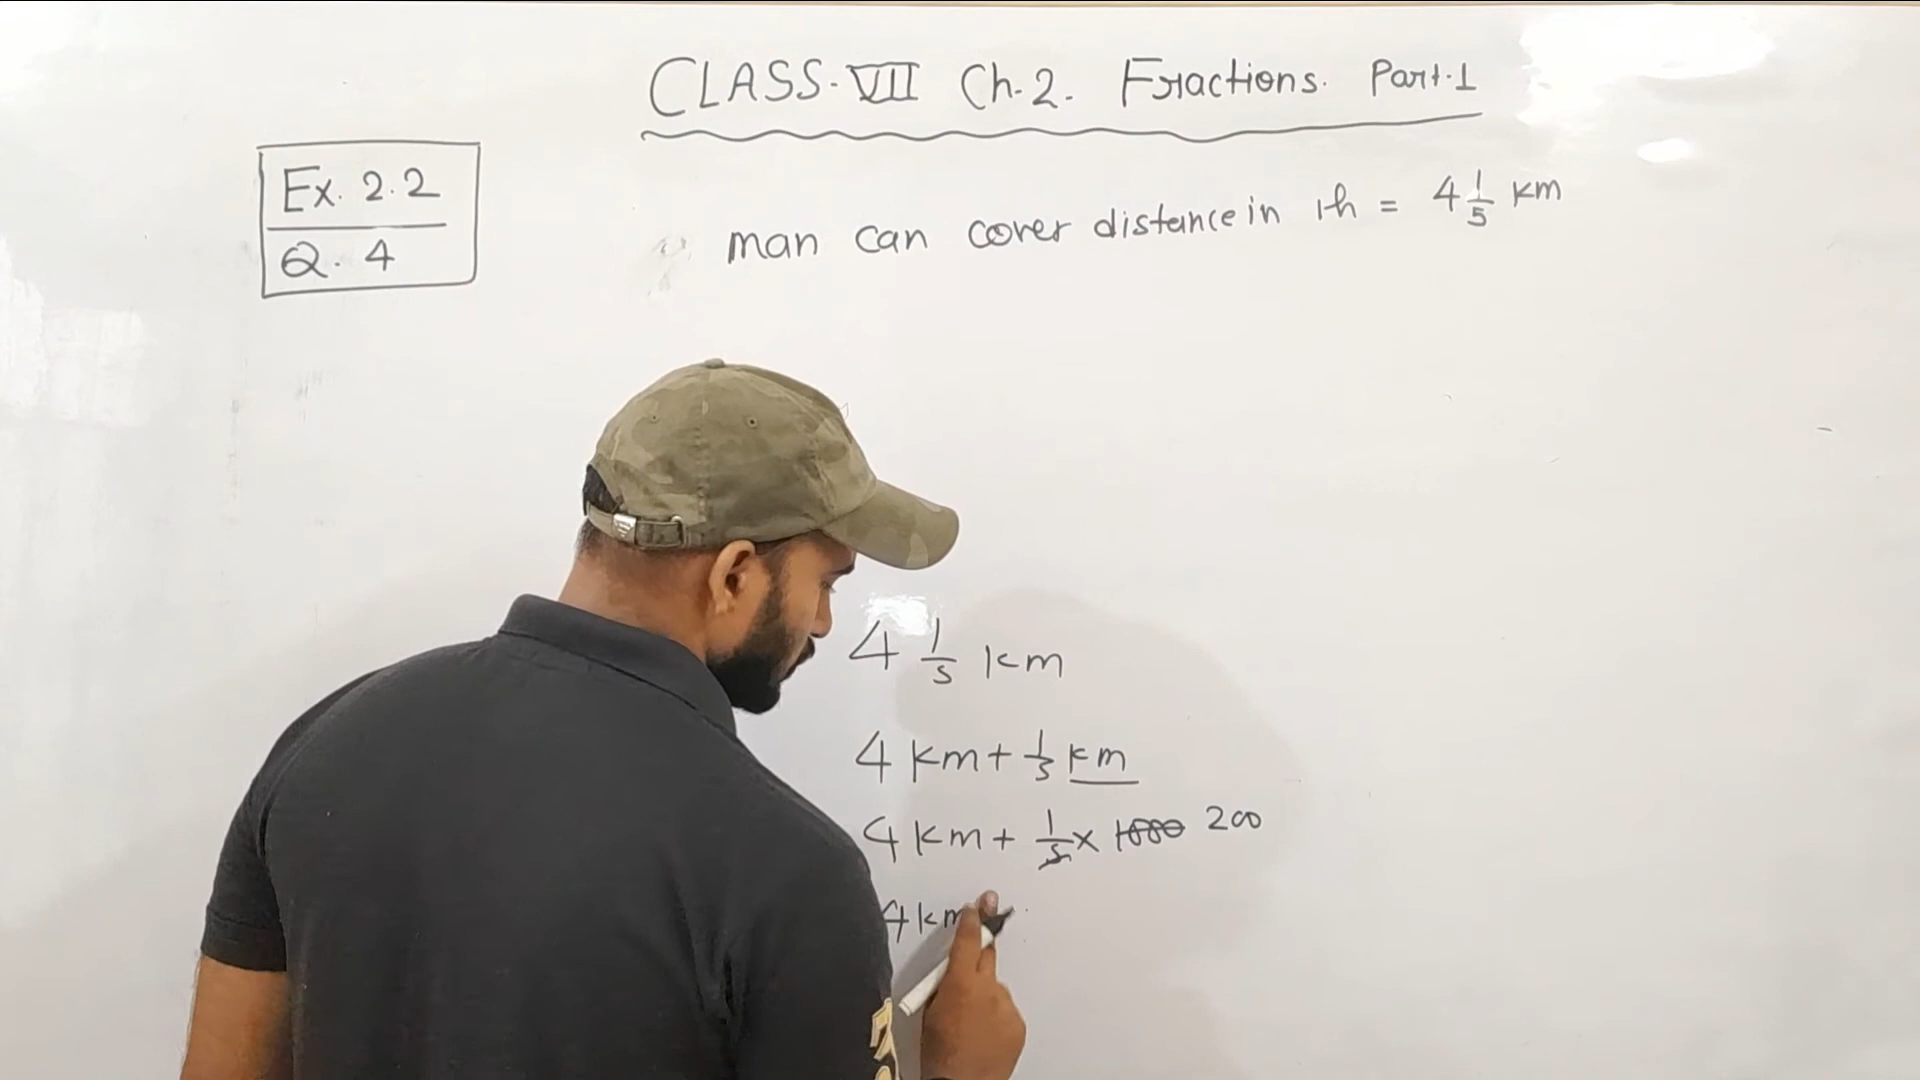 CLASS-VII Ch-2. Fractions. Part-1
Ex. 2.2
Q. 4
man can cover distance in 1h = 4 1/5 km
4 1/5 km
4 km + 1/5 km
4 km + 1/5 x 1000 200
4 km